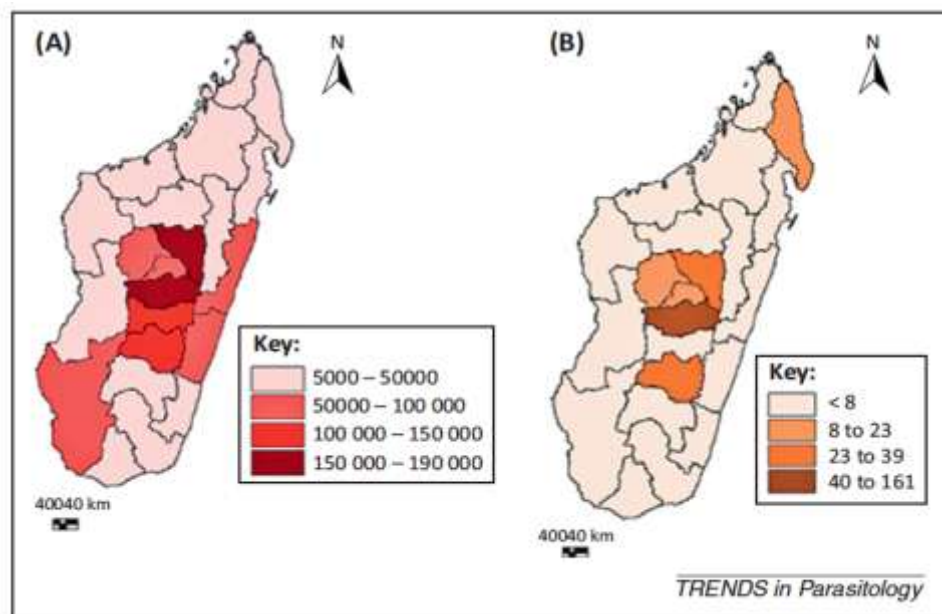 (A)
N
Key:
5000 – 50000
50000 – 100 000
100 000 – 150 000
150 000 – 190 000
40040 km
(B)
N
Key:
< 8
8 to 23
23 to 39
40 to 161
40040 km
TRENDS in Parasitology